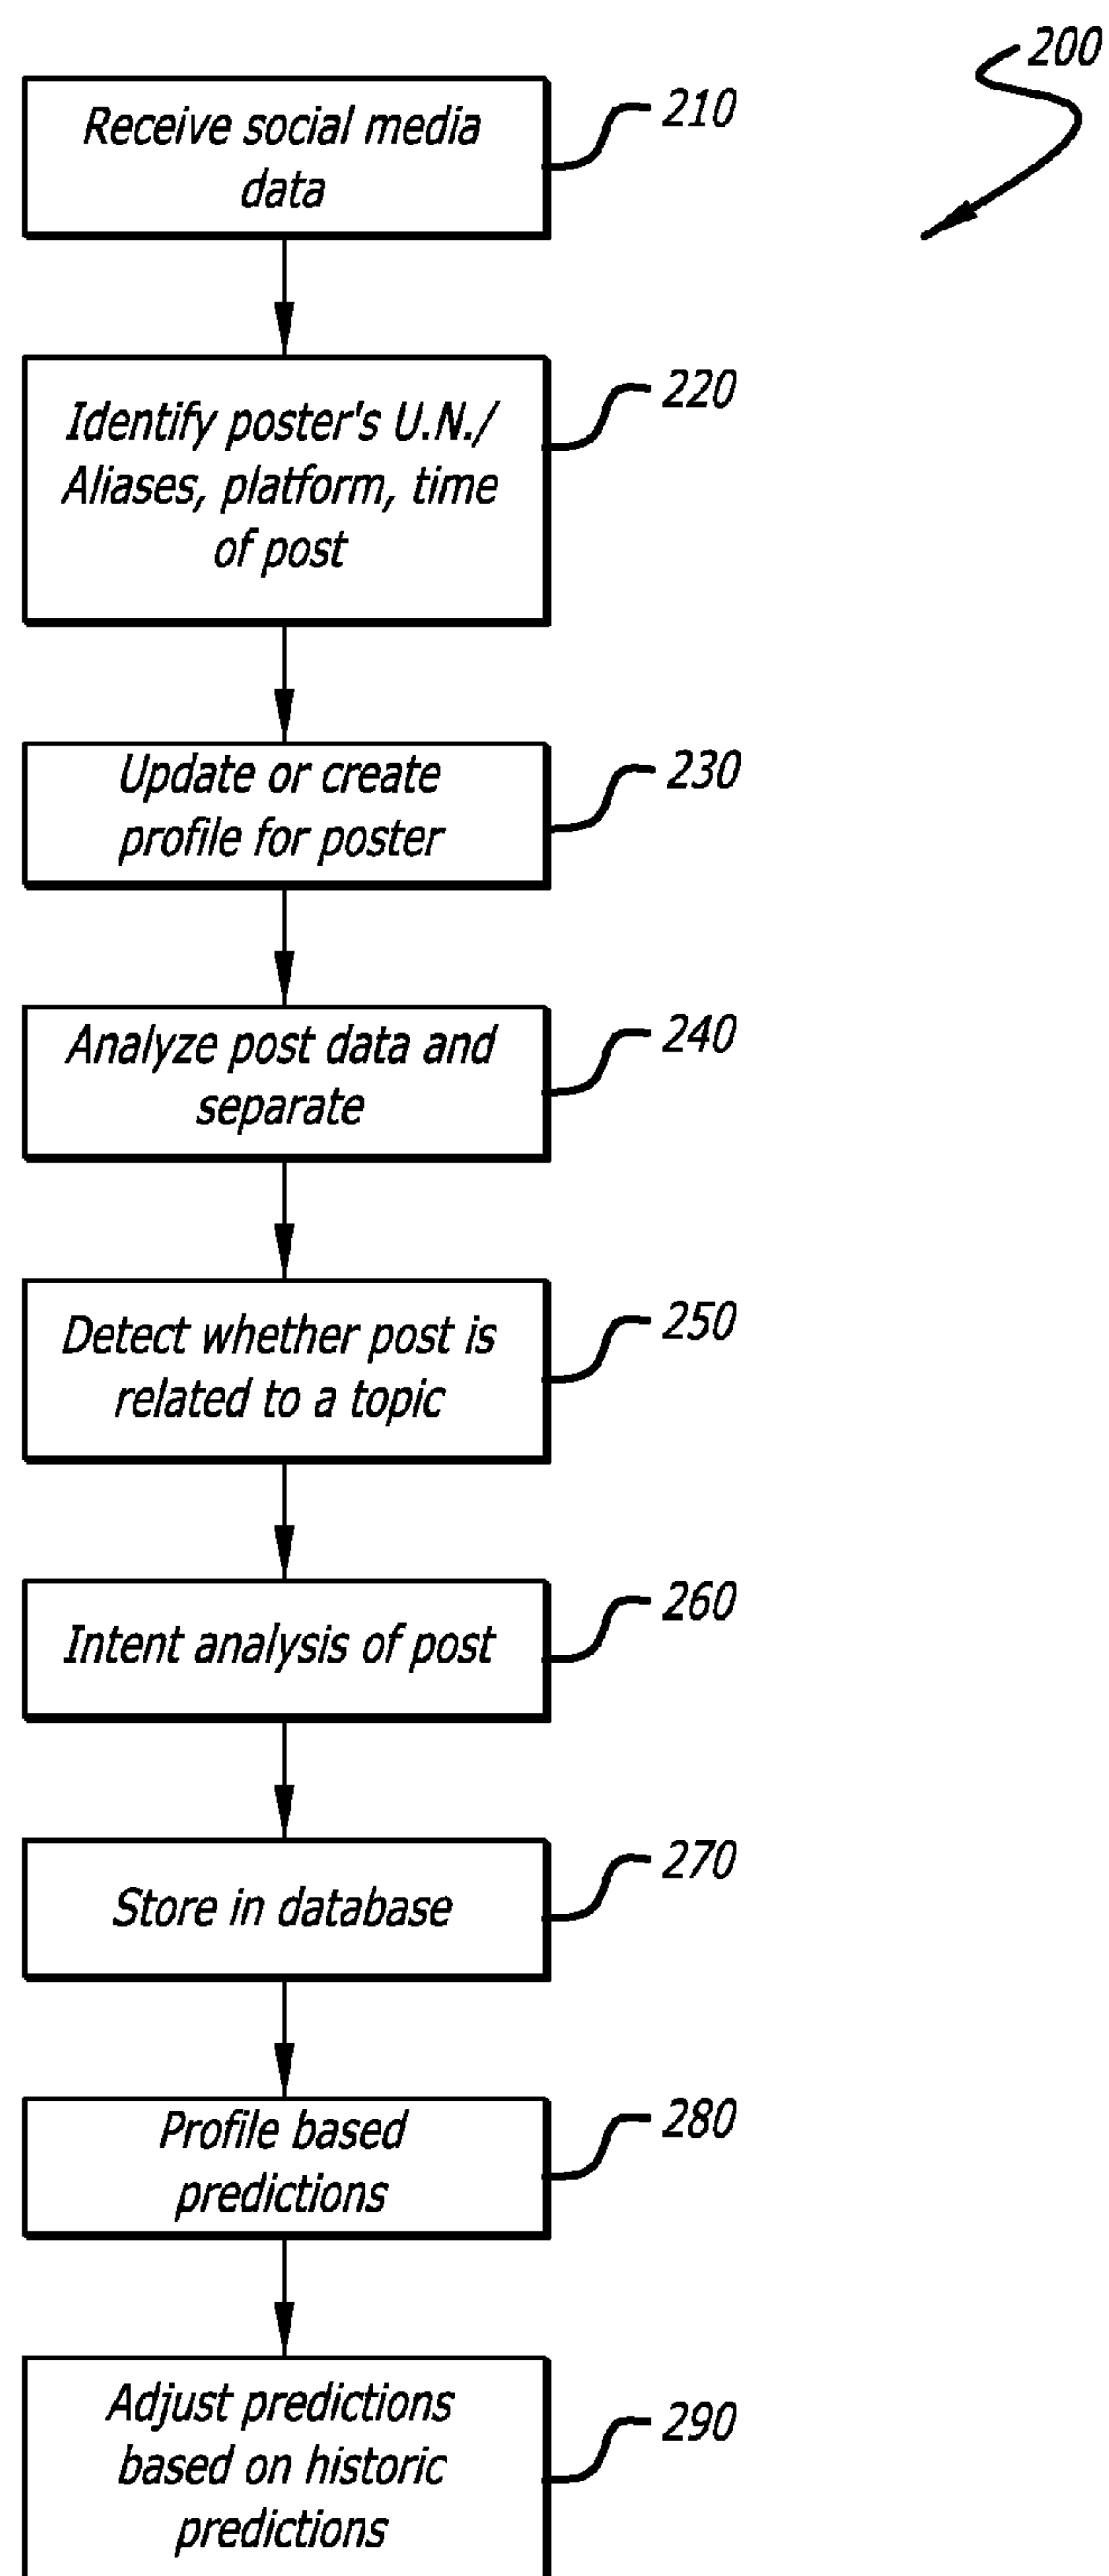 200
Receive social media
data
210
Identify poster's U.N./
Aliases, platform, time
of post
220
Update or create
profile for poster
230
Analyze post data and
separate
240
Detect whether post is
related to a topic
250
Intent analysis of post
260
Store in database
270
Profile based
predictions
280
Adjust predictions
based on historic
predictions
290